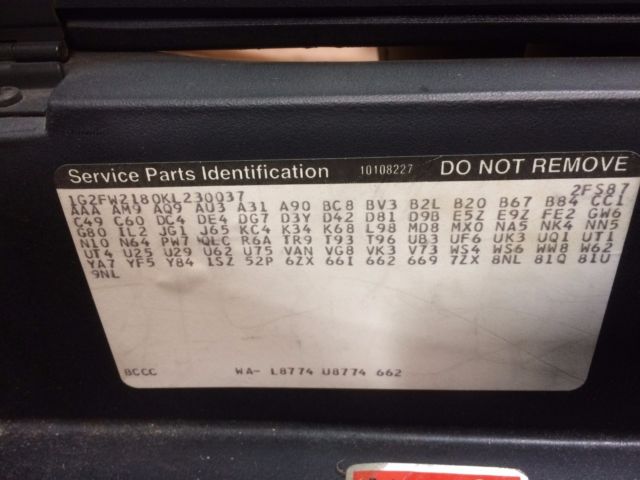 Service Parts Identification 10108227 DO NOT REMOVE
1G2FW2180KL230037 2FS87
AAA AM9 AQ9 AU3 A31 A90 BC8 BV3 B2L B20 B67 B84 CC1
C49 C60 DC4 DE4 DG7 D3Y D42 D81 D9B E5Z E9Z FE2 GW6
G80 IL2 JG1 J65 KC4 K34 K68 L98 MD8 MX0 NA5 NK4 NN5
N10 N64 PW7 QLC R6A TR9 T93 T96 UB3 UF6 UK3 UQ1 UT1
UT4 U25 U29 U62 U75 VAN VG8 VK3 V73 WS4 WS6 WW8 W62
YA7 YF5 Y84 1SZ 52P 6ZX 66I 662 669 7ZX 8NL 81Q 81U
9NL
BCCC WA- L8774 U8774 662